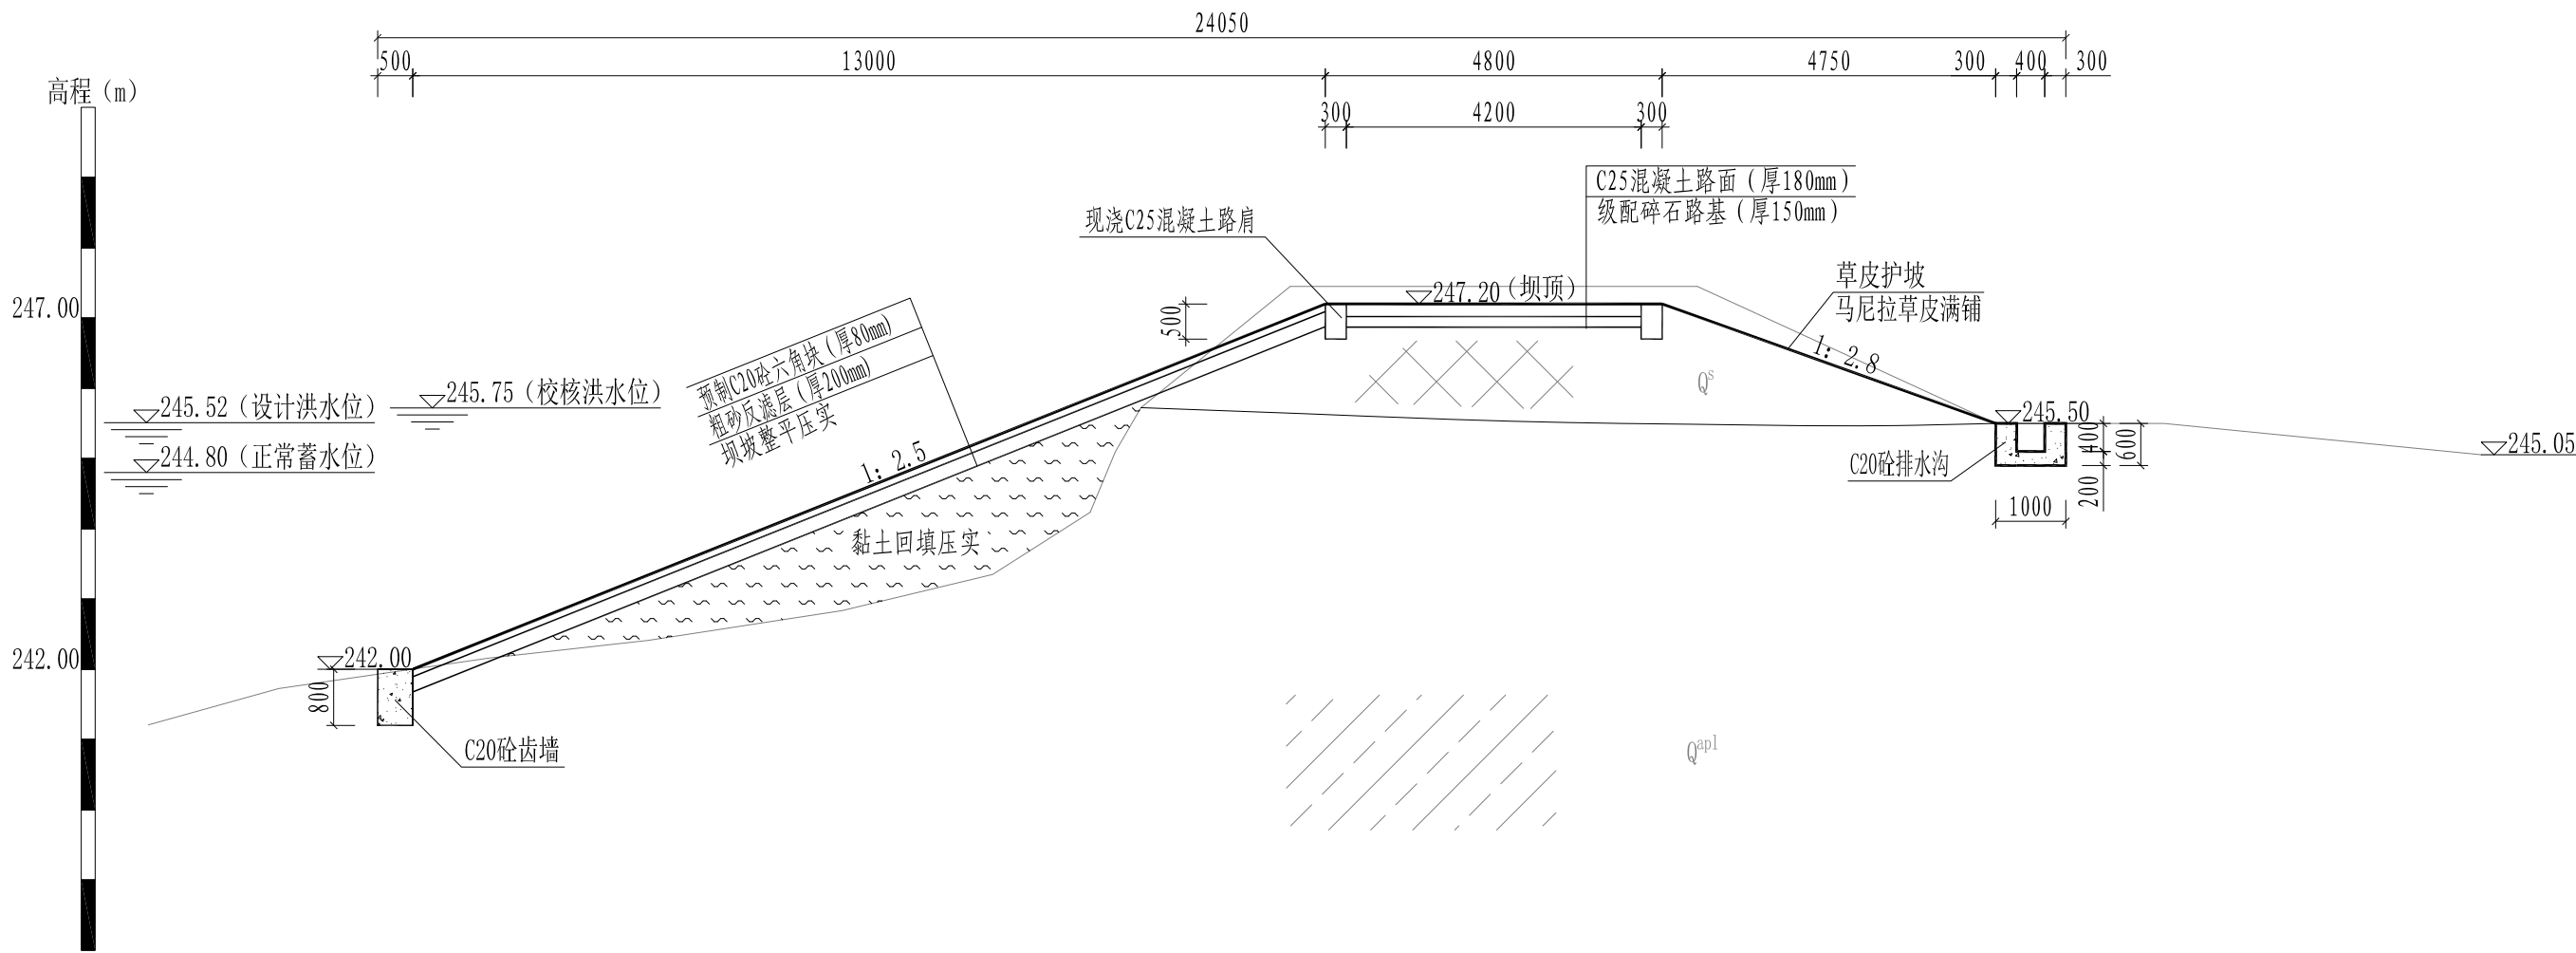 24050
500
13000
4800
4750
300
400
300
高程（m）
300
4200
300
C25混凝土路面（厚180mm）
级配碎石路基（厚150mm）
现浇C25混凝土路肩
草皮护坡
马尼拉草皮满铺
247.20(坝顶)
247.00
500
1: 2.8
预制C20砼六角块（厚80mm)
粗砂反滤层（厚200mm)
坝坡整平压实
Qs
245.75（校核洪水位）
245.52（设计洪水位）
244.80（正常蓄水位）
1: 2.5
245.50
400
600
200
245.05
C20砼排水沟
1000
黏土回填压实
242.00
242.00
800
C20砼齿墙
Qapl